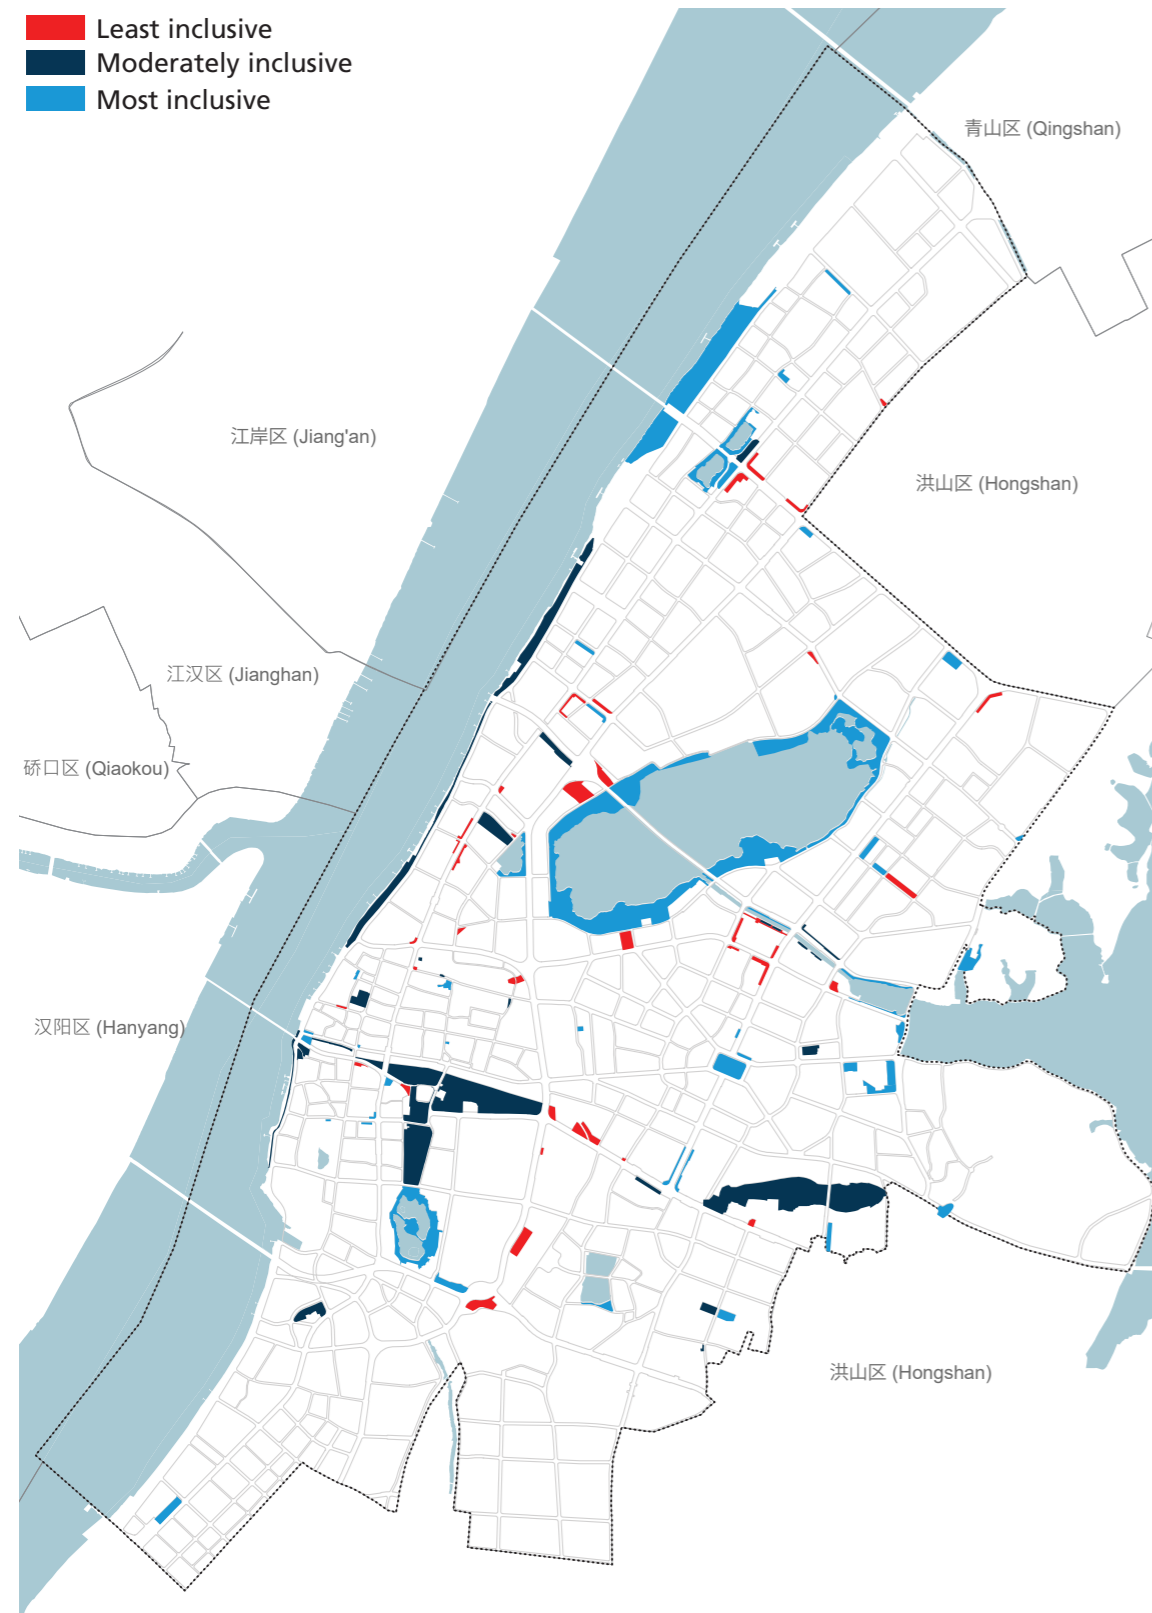 Least inclusive
Moderately inclusive
Most inclusive
青山区 (Qingshan)
江岸区 (Jiang'an)
洪山区 (Hongshan)
江汉区 (Jianghan)
硚口区 (Qiaokou)
汉阳区 (Hanyang)
洪山区 (Hongshan)